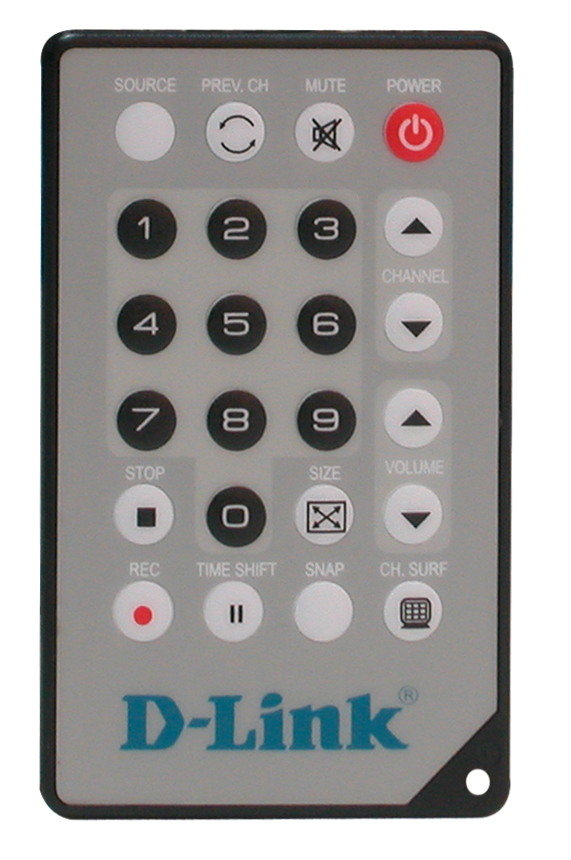 SOURCE PREV. CH MUTE POWER
1 2 3
CHANNEL
4 5 6
7 8 9
STOP SIZE VOLUME
0
REC TIME SHIFT SNAP CH. SURF
D-Link®